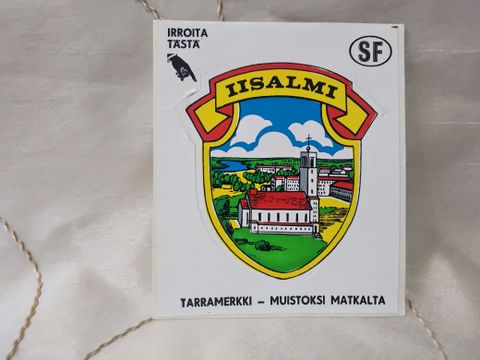 IRROITA
TÄSTÄ
SF
IISALMI
TARRAMERKKI – MUISTOKSI MATKALTA